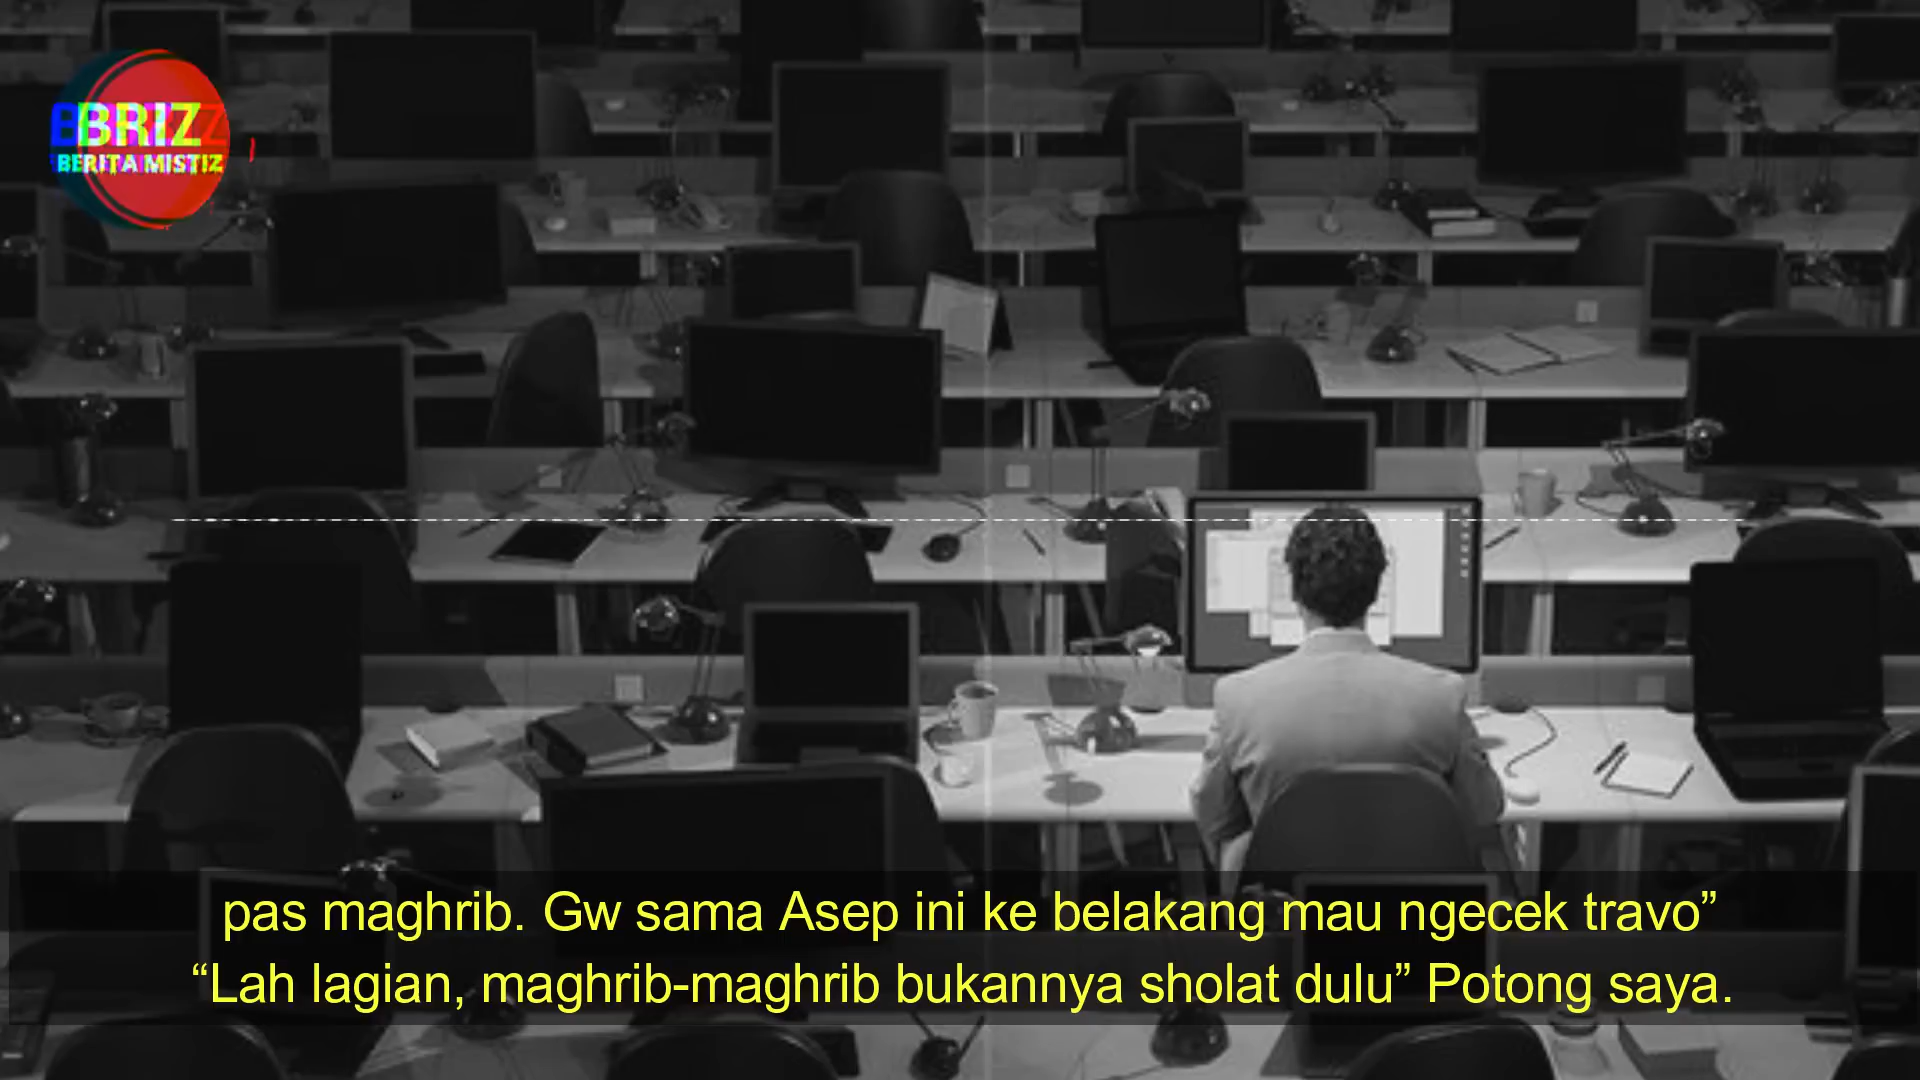 BRIZ
BERITA MISTIZ
pas maghrib. Gw sama Asep ini ke belakang mau ngecek travo”
“Lah lagian, maghrib-maghrib bukannya sholat dulu” Potong saya.